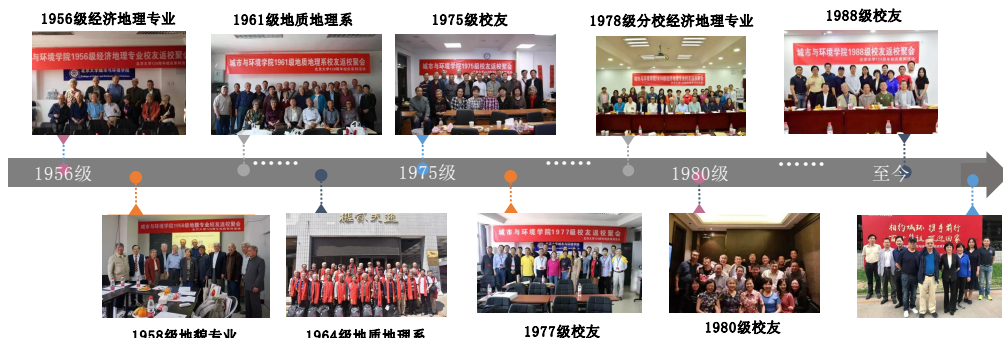 1956级经济地理专业
1961级地质地理系
1975级校友
1978级分校经济地理专业
1988级校友
城市与环境学院1956级经济地理专业校友返校聚会
城市与环境学院1961级地质地理系校友返校聚会
城市与环境学院1975级校友返校聚会
城市与环境学院1988级校友返校聚会
1956级
1975级
1980级
至今
城市与环境学院1977级校友返校聚会
相约城环 携手前行
1958级地貌专业
1964级地质地理系
1977级校友
1980级校友